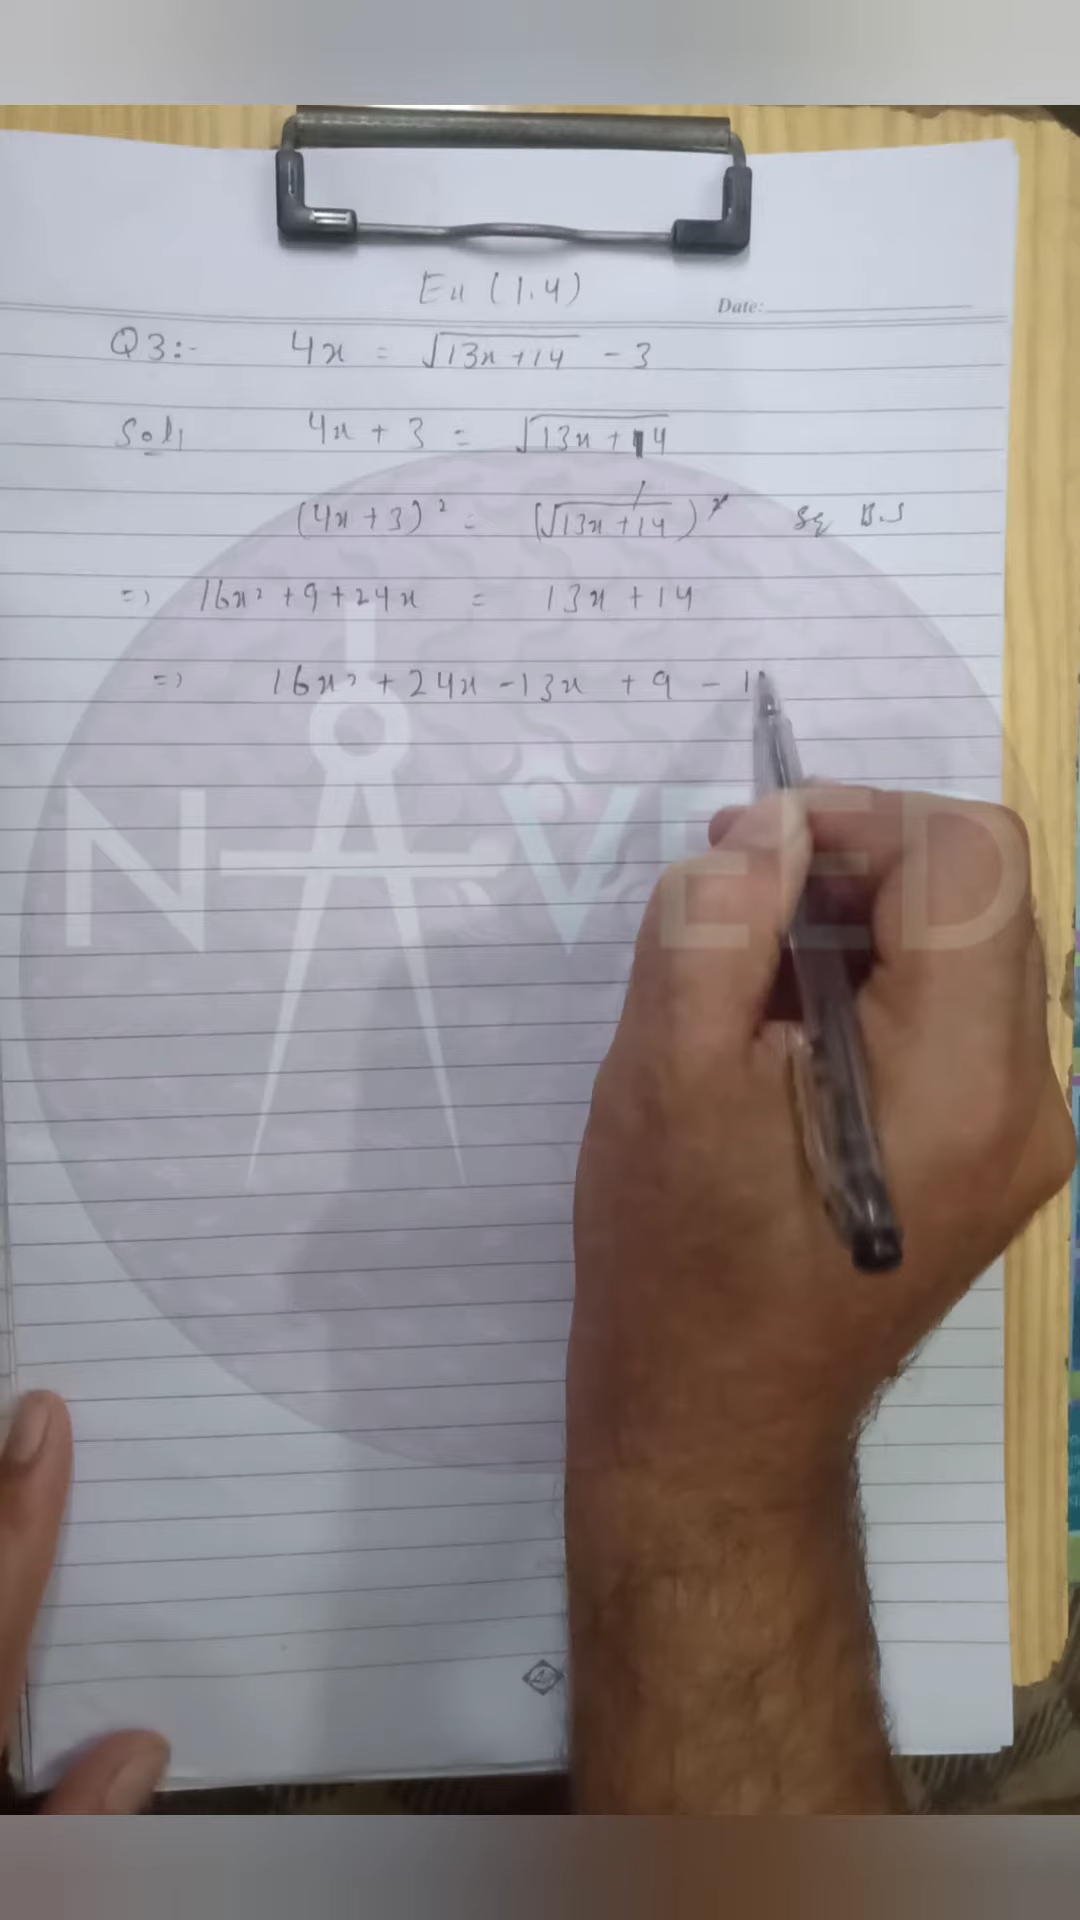 Ex (1.4)
Date:
Q3:- 4x = √13x+14 - 3
Sol: 4x + 3 = √13x + 14
(4x+3)² = (√13x+14)² Sq B.S
=> 16x² + 9 + 24x = 13x + 14
=> 16x² + 24x - 13x + 9 - 1
NAVEED